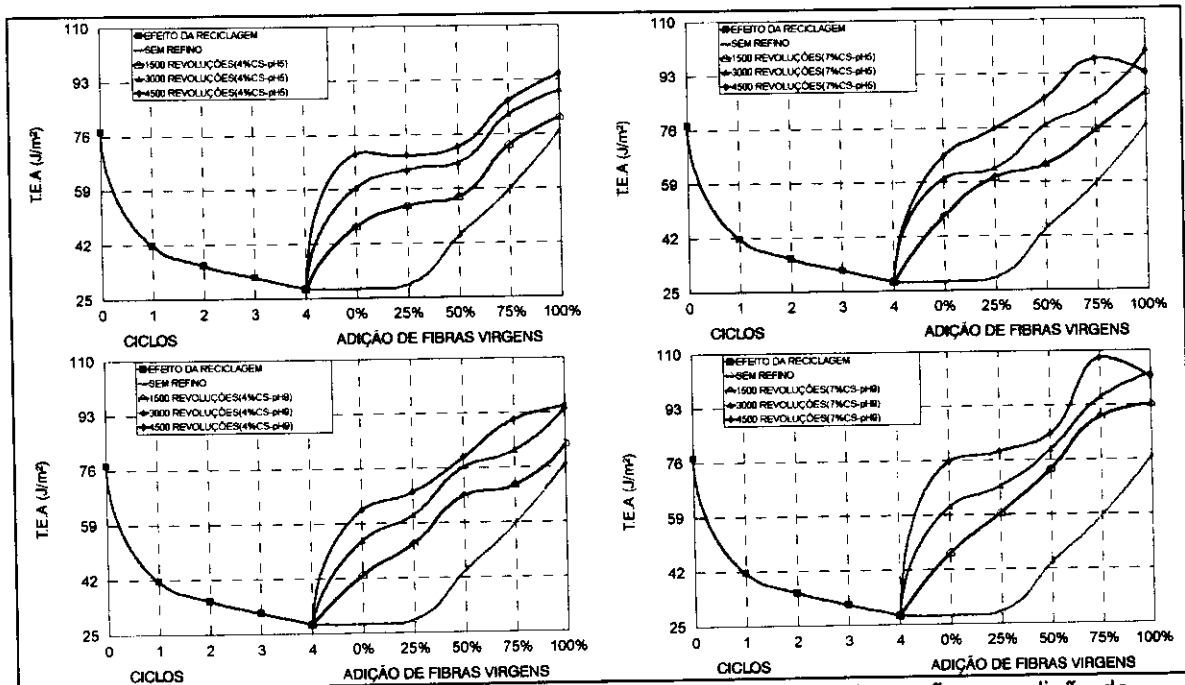 110
93
76
59
42
25
T.E.A (J/m²)
EFEITO DA RECICLAGEM
SEM REFINO
1500 REVOLUÇÕES(4%CS-pH5)
3000 REVOLUÇÕES(4%CS-pH5)
4500 REVOLUÇÕES(4%CS-pH5)
0 1 2 3 4 0% 25% 50% 75% 100%
CICLOS ADIÇÃO DE FIBRAS VIRGENS
110
93
76
59
42
25
T.E.A (J/m²)
EFEITO DA RECICLAGEM
SEM REFINO
1500 REVOLUÇÕES(7%CS-pH5)
3000 REVOLUÇÕES(7%CS-pH5)
4500 REVOLUÇÕES(7%CS-pH5)
0 1 2 3 4 0% 25% 50% 75% 100%
CICLOS ADIÇÃO DE FIBRAS VIRGENS
110
93
76
59
42
25
T.E.A (J/m²)
EFEITO DA RECICLAGEM
SEM REFINO
1500 REVOLUÇÕES(4%CS-pH9)
3000 REVOLUÇÕES(4%CS-pH9)
4500 REVOLUÇÕES(4%CS-pH9)
0 1 2 3 4 0% 25% 50% 75% 100%
CICLOS ADIÇÃO DE FIBRAS VIRGENS
110
93
76
59
42
25
T.E.A (J/m²)
EFEITO DA RECICLAGEM
SEM REFINO
1500 REVOLUÇÕES(7%CS-pH9)
3000 REVOLUÇÕES(7%CS-pH9)
4500 REVOLUÇÕES(7%CS-pH9)
0 1 2 3 4 0% 25% 50% 75% 100%
CICLOS ADIÇÃO DE FIBRAS VIRGENS